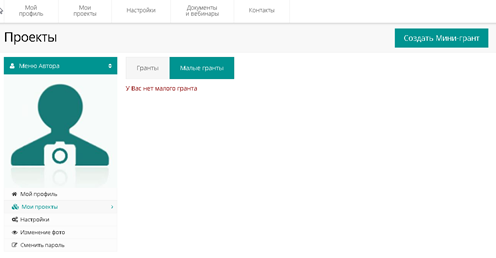 Мой
профиль
Мои
проекты
Настройки
Документы
и вебинары
Контакты
Проекты
Создать Мини-грант
Меню Автора
Гранты
Малые гранты
У Вас нет малого гранта
Мой профиль
Мои проекты
Настройки
Изменение фото
Сменить пароль